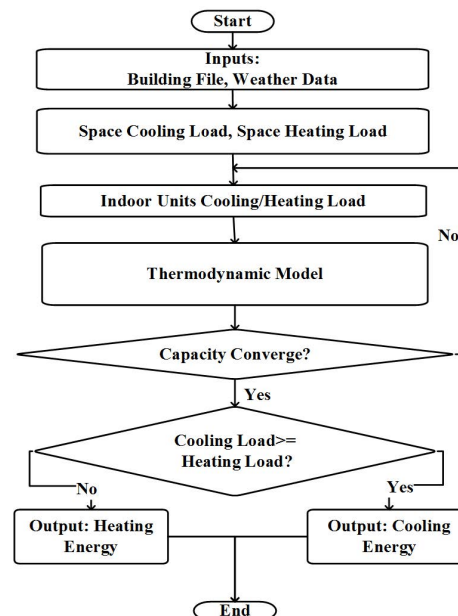 Start
Inputs:
Building File, Weather Data
Space Cooling Load, Space Heating Load
Indoor Units Cooling/Heating Load
No
Thermodynamic Model
Capacity Converge?
Yes
Cooling Load>=
Heating Load?
No
Yes
Output: Heating
Energy
Output: Cooling
Energy
End